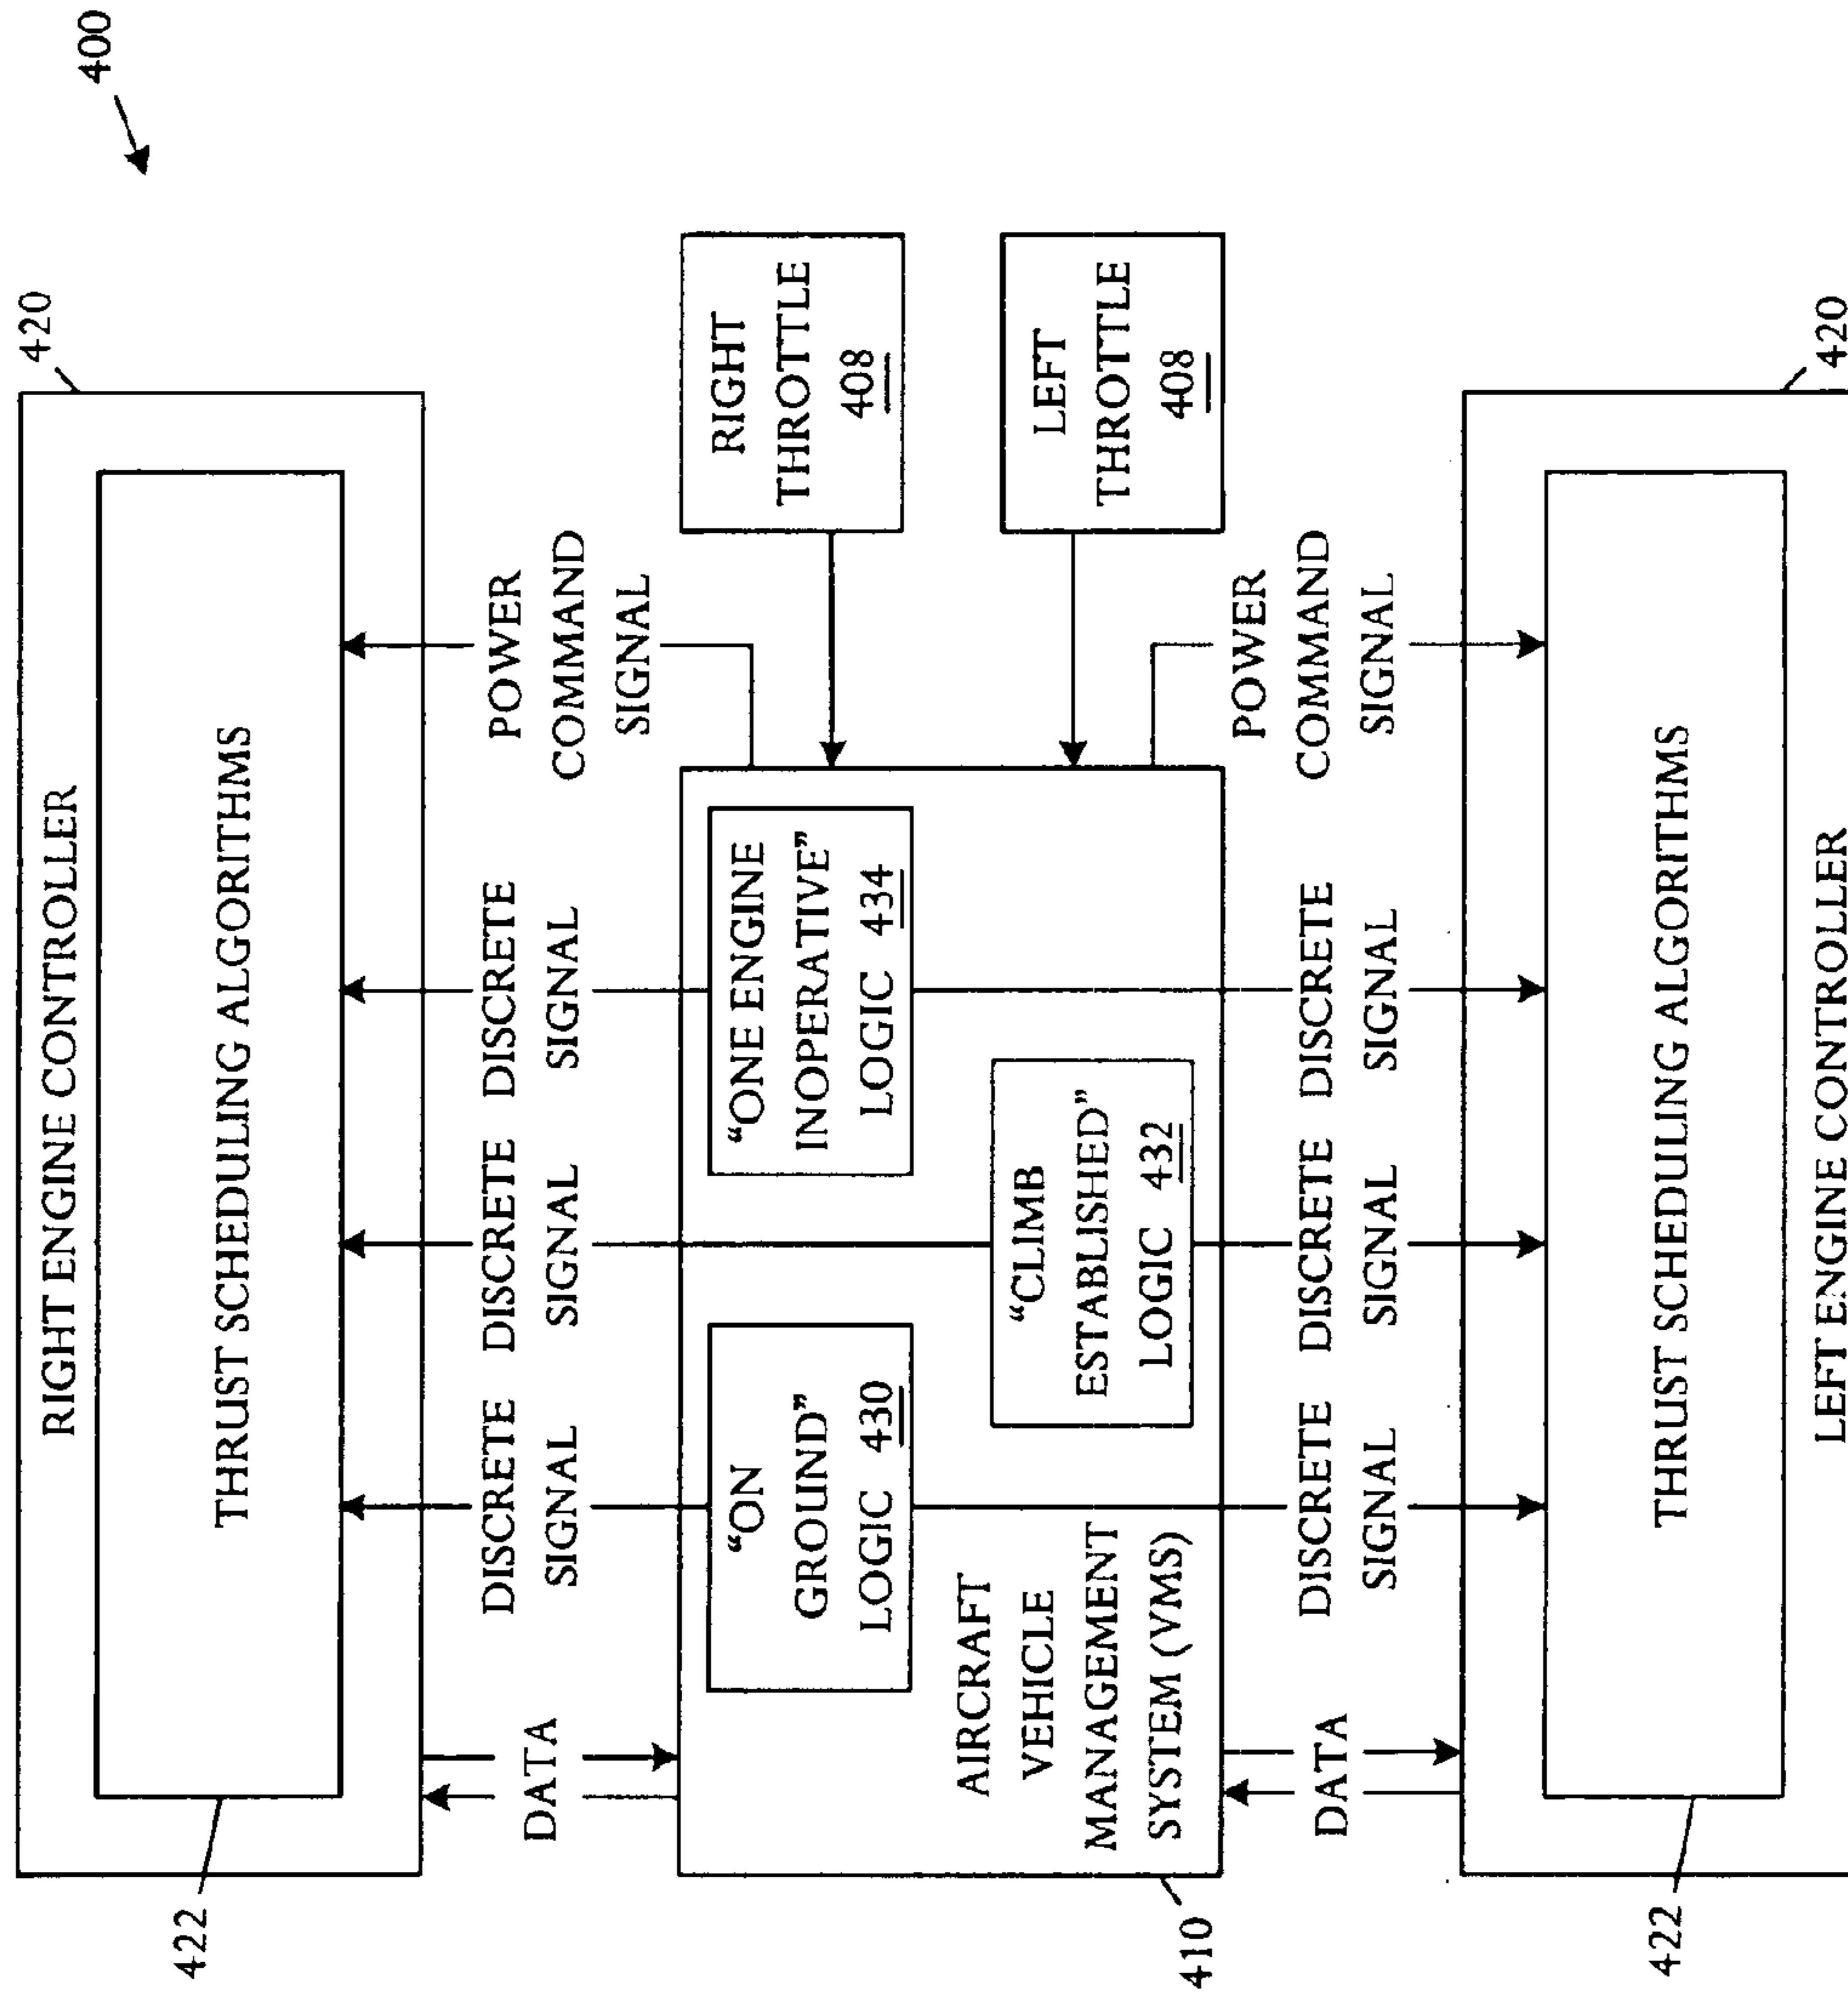 400
420
RIGHT ENGINE CONTROLLER
THRUST SCHEDULING ALGORITHMS
422
DATA
DISCRETE
SIGNAL
DISCRETE
SIGNAL
DISCRETE
SIGNAL
POWER
COMMAND
SIGNAL
RIGHT
THROTTLE
408
LEFT
THROTTLE
408
"ON
GROUND"
LOGIC 430
"CLIMB
ESTABLISHED"
LOGIC 432
"ONE ENGINE
INOPERATIVE"
LOGIC 434
AIRCRAFT
VEHICLE
MANAGEMENT
SYSTEM (VMS)
410
DATA
DISCRETE
SIGNAL
DISCRETE
SIGNAL
DISCRETE
SIGNAL
POWER
COMMAND
SIGNAL
THRUST SCHEDULING ALGORITHMS
422
LEFT ENGINE CONTROLLER
420